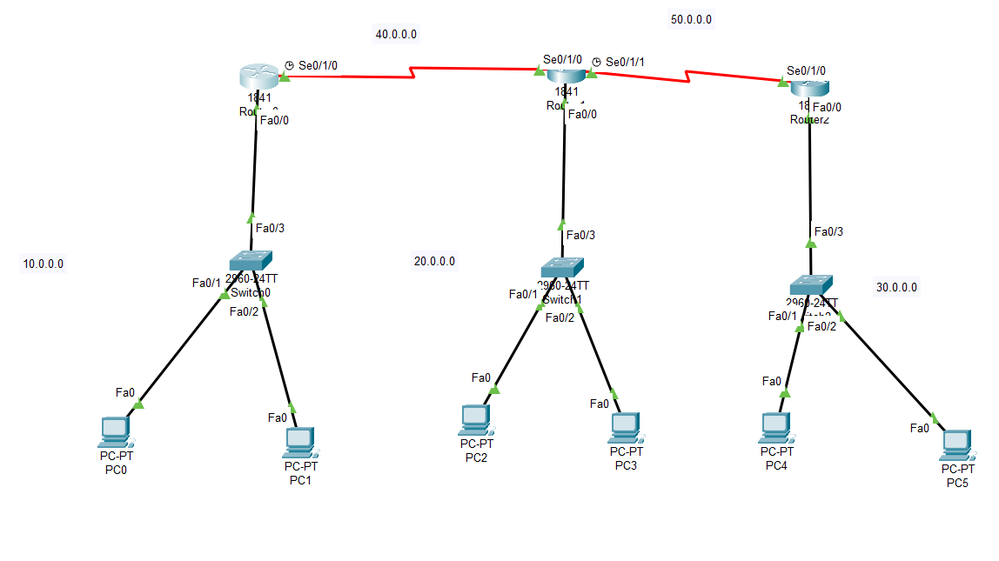 50.0.0.0
40.0.0.0
Se0/1/0
Se0/1/0
Se0/1/1
Se0/1/0
1841
1841
Fa0/0
Fa0/0
Fa0/0
Router2
Fa0/3
Fa0/3
Fa0/3
10.0.0.0
20.0.0.0
30.0.0.0
2960-24TT
Switch0
Fa0/1
Fa0/2
2960-24TT
Switch1
Fa0/1
Fa0/2
2960-24TT
Fa0/1
Fa0/2
Fa0
Fa0
Fa0
Fa0
Fa0
Fa0
PC-PT
PC0
PC-PT
PC1
PC-PT
PC2
PC-PT
PC3
PC-PT
PC4
PC-PT
PC5